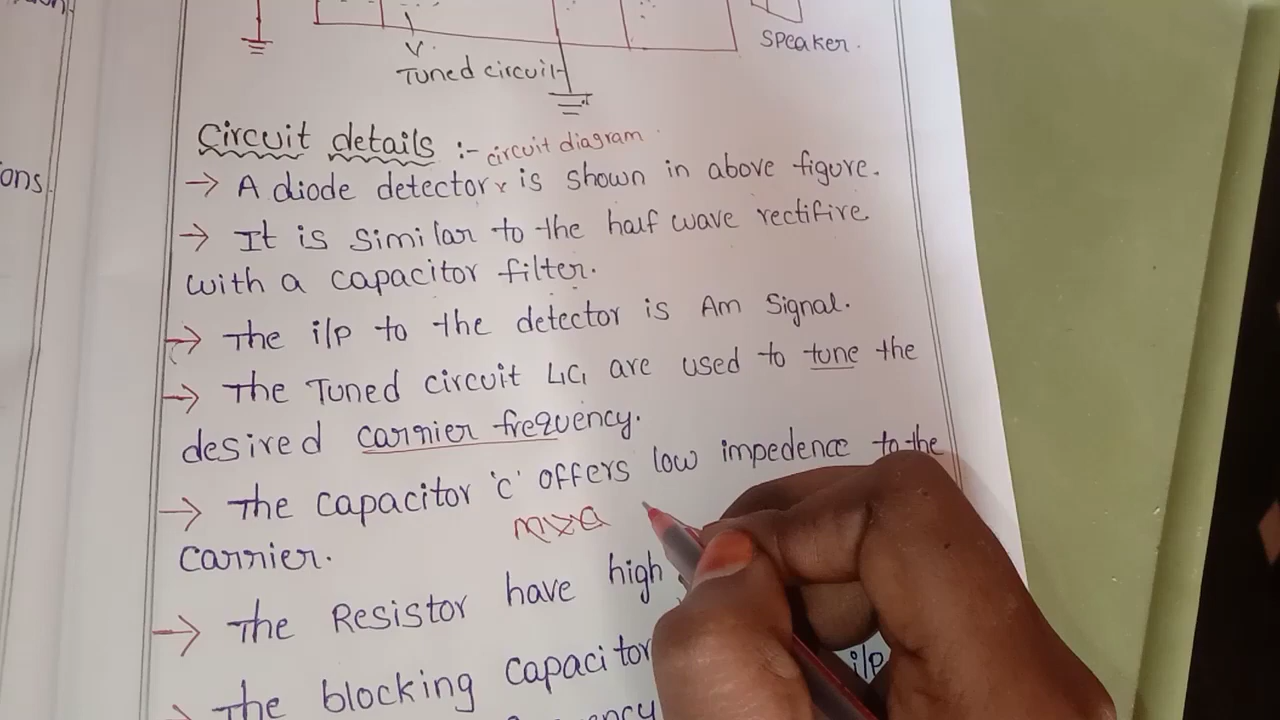 Speaker.
Tuned circuit
Circuit details :- circuit diagram
→ A diode detector is shown in above figure.
ons
→ It is similar to the half wave rectifire
with a capacitor filter.
→ The i/p to the detector is Am Signal.
→ The Tuned circuit L1C1 are used to tune the
desired carrier frequency.
→ The capacitor 'c' offers low impedence to the
carrier.
→ The Resistor have high
→ The blocking capacitor i/p